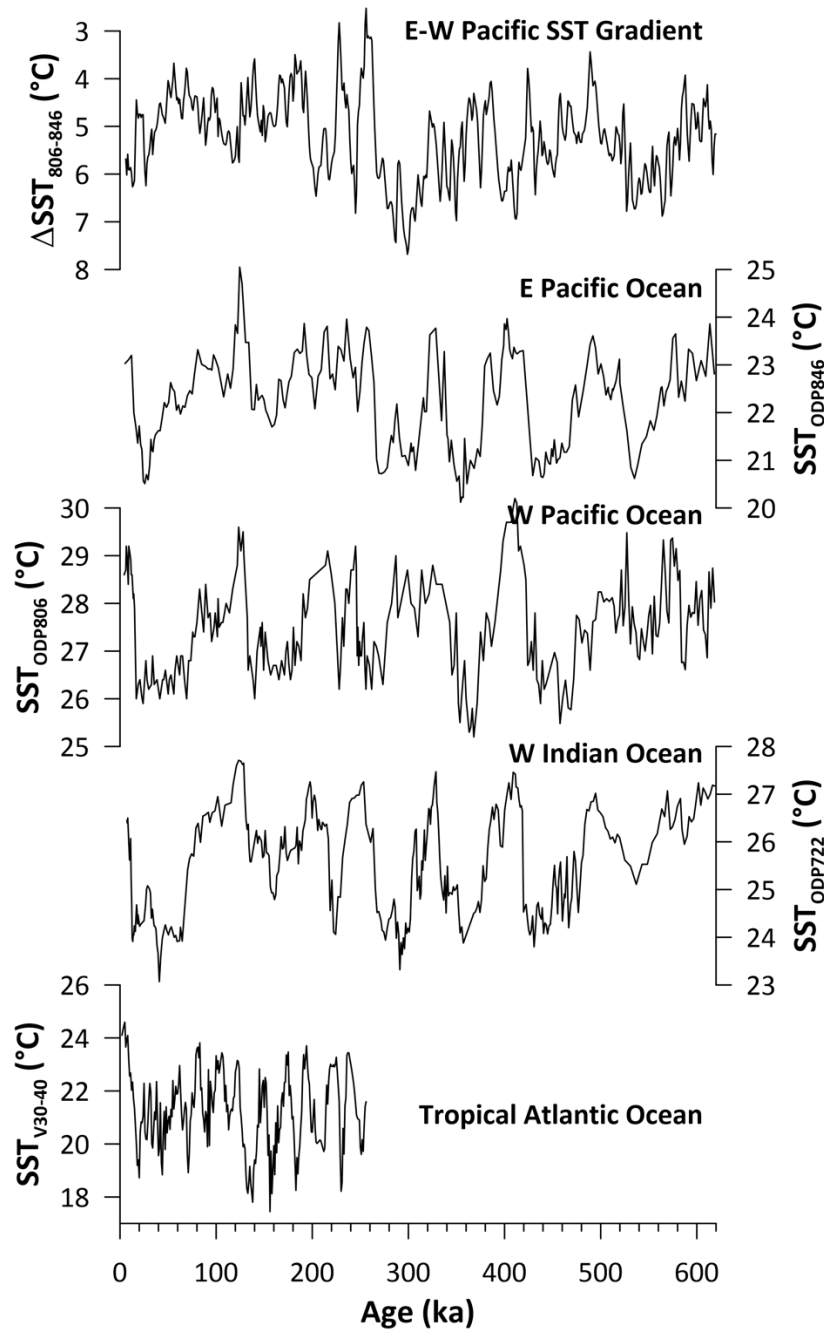 E-W Pacific SST Gradient
3
4
5
6
7
8
ΔSST806-846 (°C)
E Pacific Ocean
25
24
23
22
21
20
SSTODP846 (°C)
W Pacific Ocean
30
29
28
27
26
25
SSTODP806 (°C)
W Indian Ocean
28
27
26
25
24
23
SSTODP722 (°C)
26
24
22
20
18
SSTV30-40 (°C)
Tropical Atlantic Ocean
0 100 200 300 400 500 600
Age (ka)